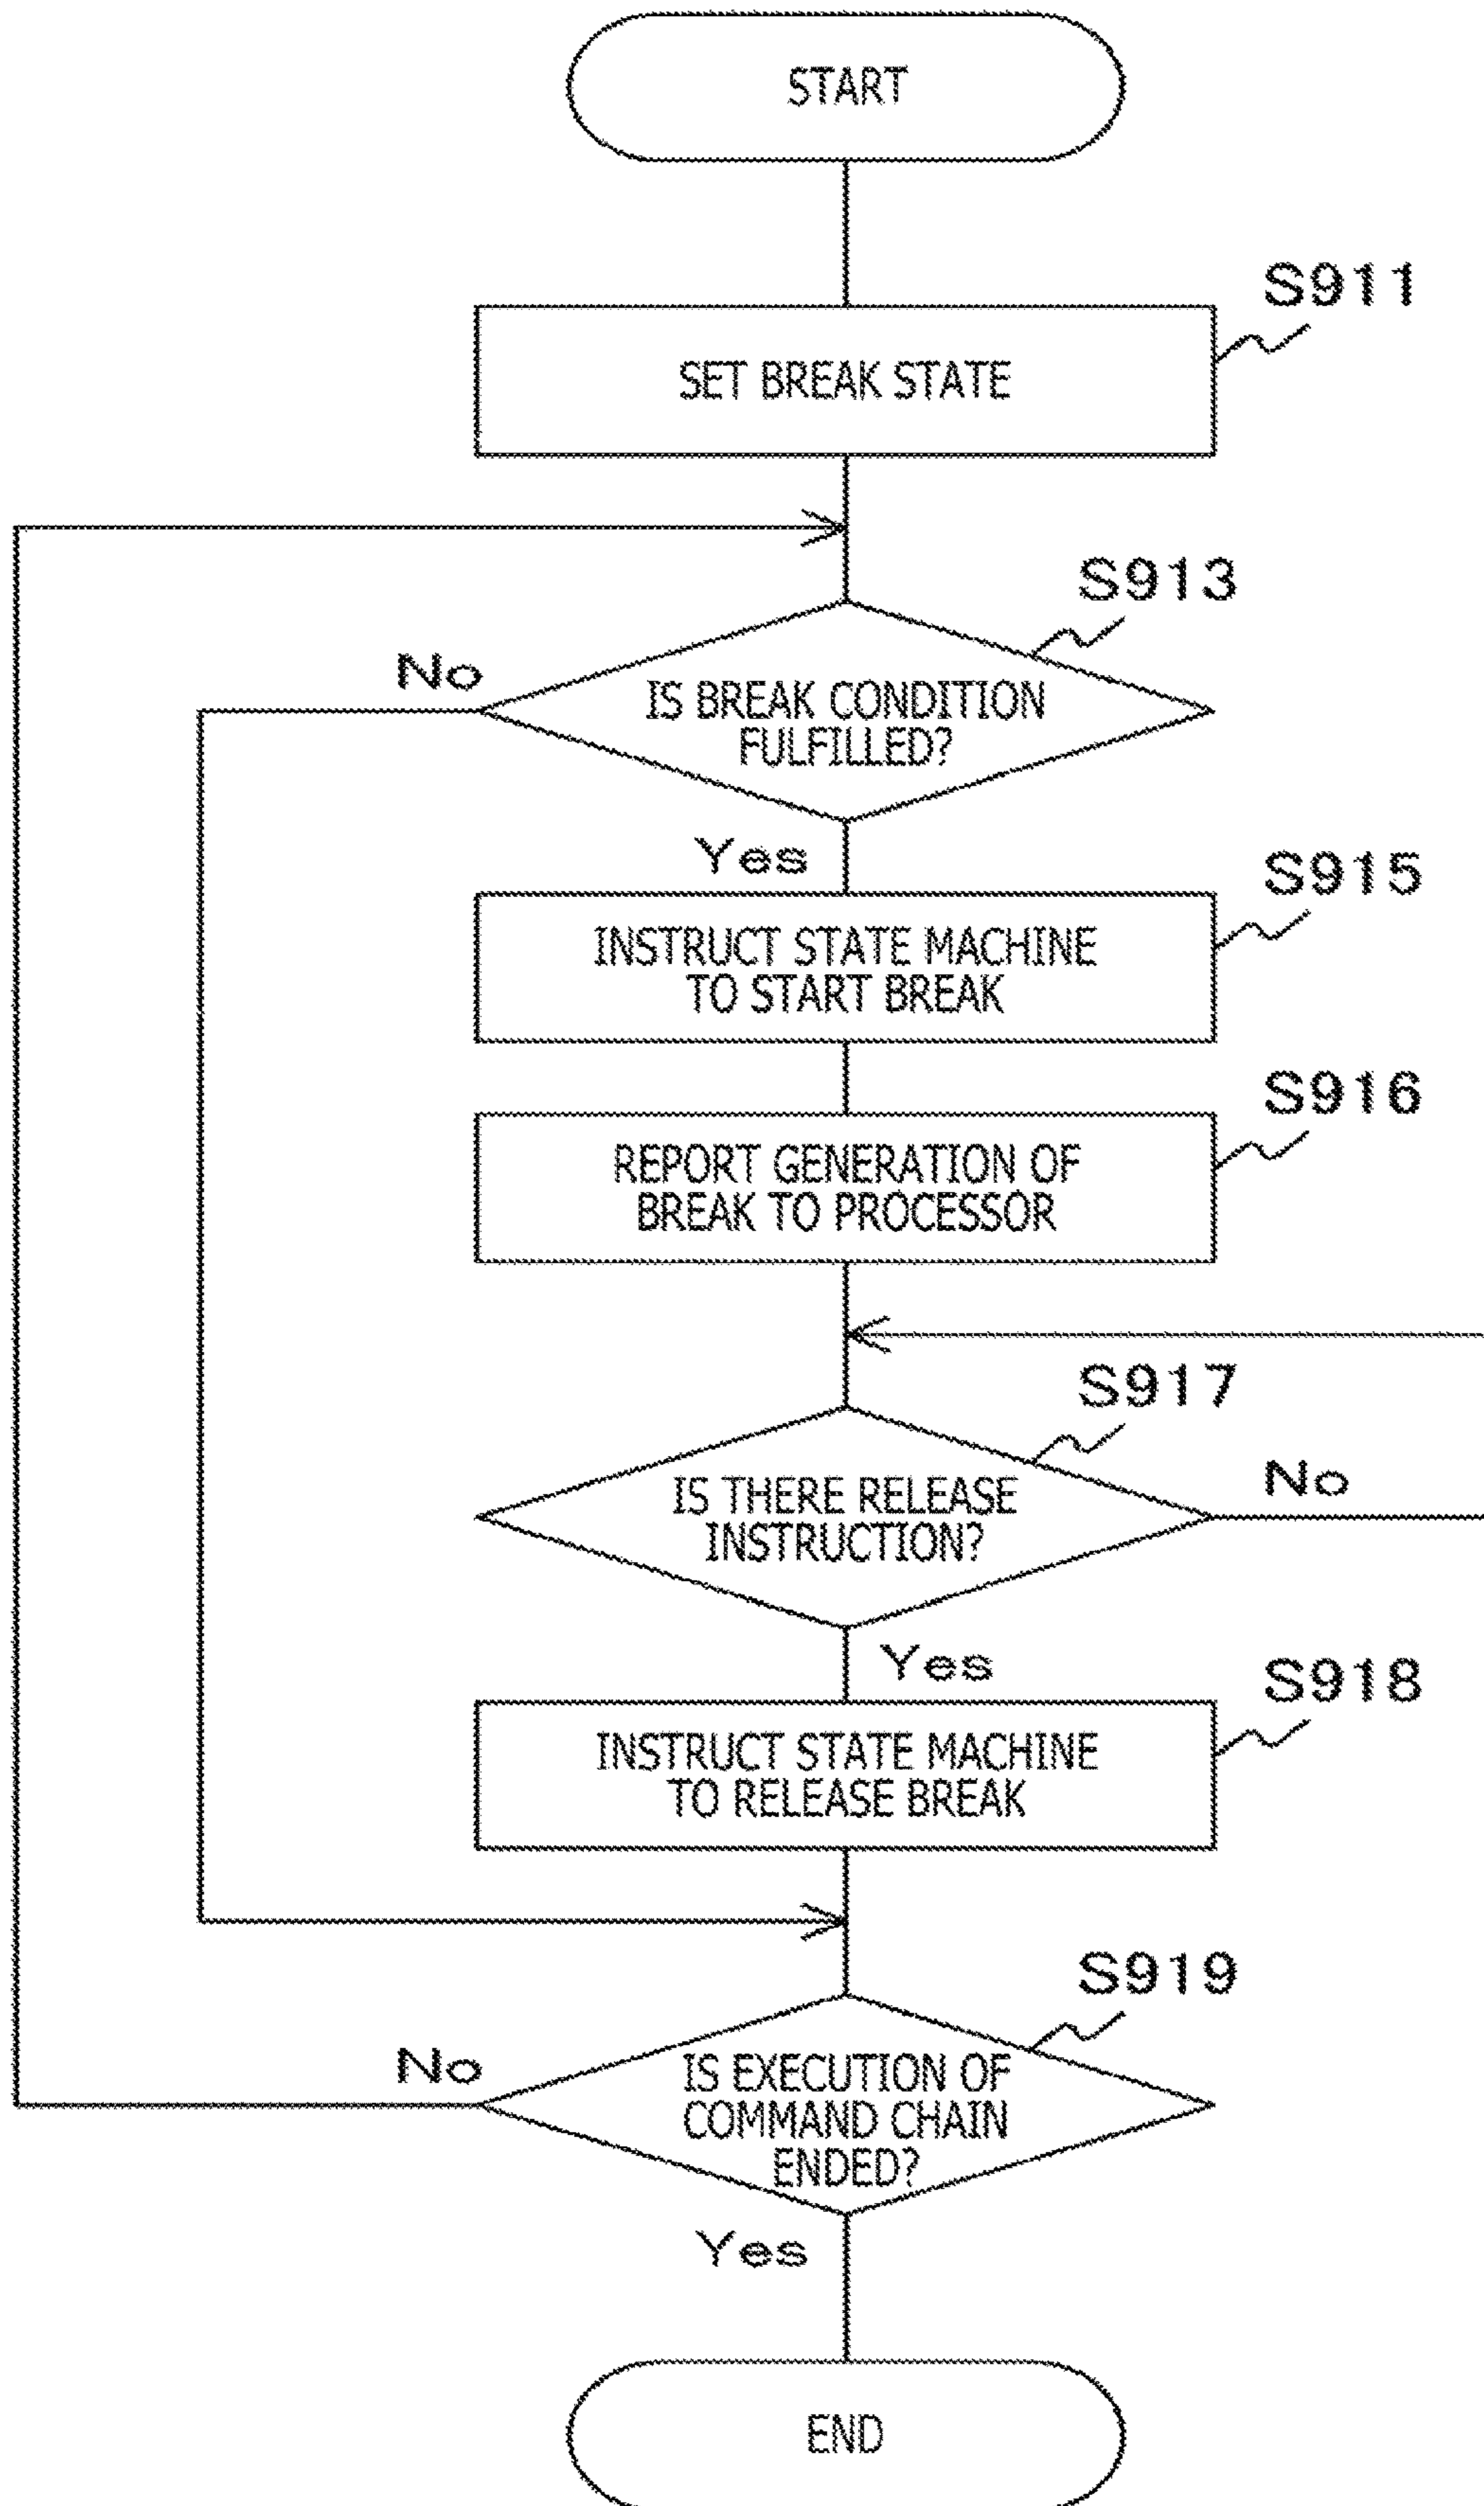 START
S911
SET BREAK STATE
S913
No
IS BREAK CONDITION
FULFILLED?
Yes
S915
INSTRUCT STATE MACHINE
TO START BREAK
S916
REPORT GENERATION OF
BREAK TO PROCESSOR
S917
No
IS THERE RELEASE
INSTRUCTION?
Yes
S918
INSTRUCT STATE MACHINE
TO RELEASE BREAK
S919
No
IS EXECUTION OF
COMMAND CHAIN
ENDED?
Yes
END